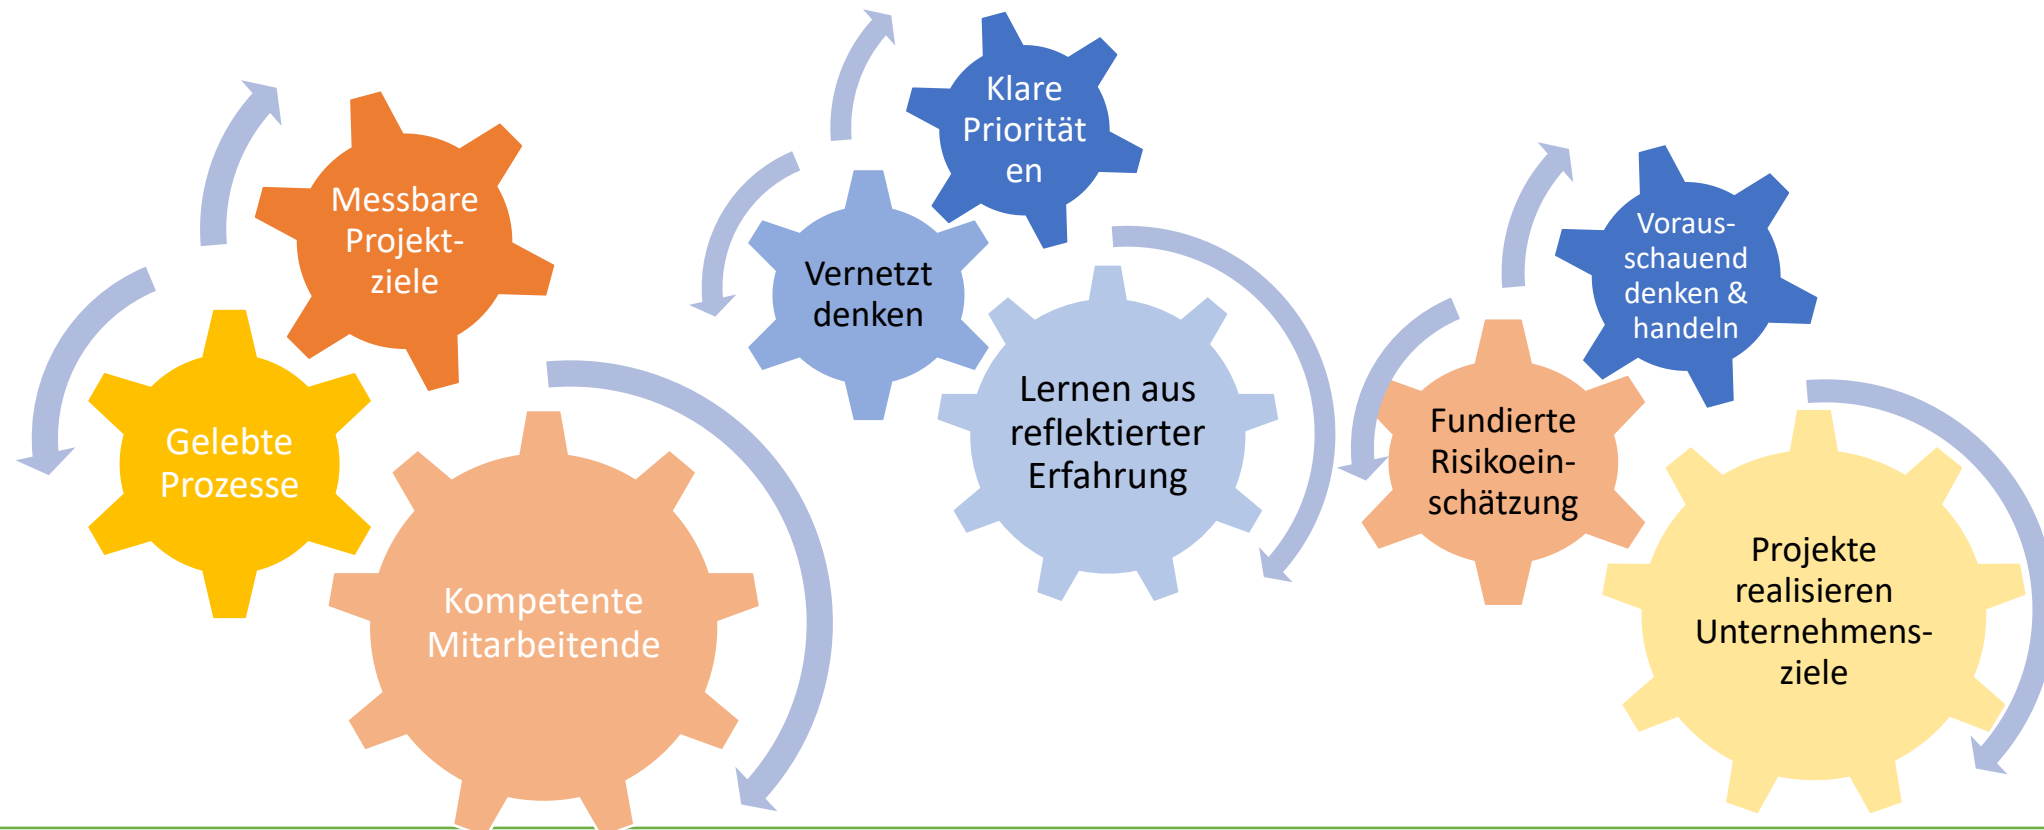 Messbare
Projekt-
ziele
Gelebte
Prozesse
Kompetente
Mitarbeitende
Klare
Priorität
en
Vernetzt
denken
Lernen aus
reflektierter
Erfahrung
Voraus-
schauend
denken &
handeln
Fundierte
Risikoein-
schätzung
Projekte
realisieren
Unternehmens-
ziele